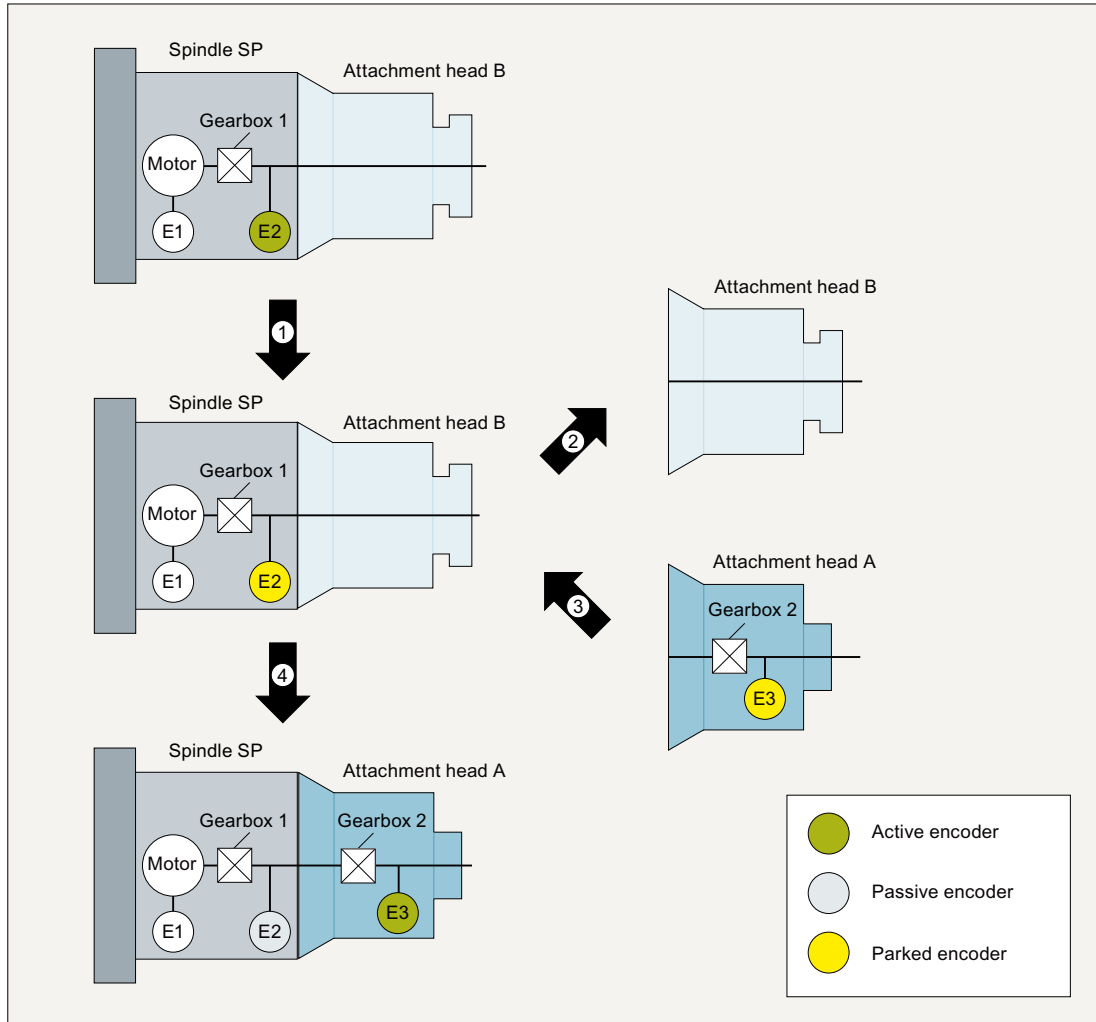 Spindle SP
Attachment head B
Gearbox 1
Motor
E1
E2
1
Attachment head B
Spindle SP
Attachment head B
2
Gearbox 1
Motor
E1
E2
Attachment head A
3
Gearbox 2
E3
4
Spindle SP
Attachment head A
Gearbox 1
Gearbox 2
Motor
E1
E2
E3
Active encoder
Passive encoder
Parked encoder